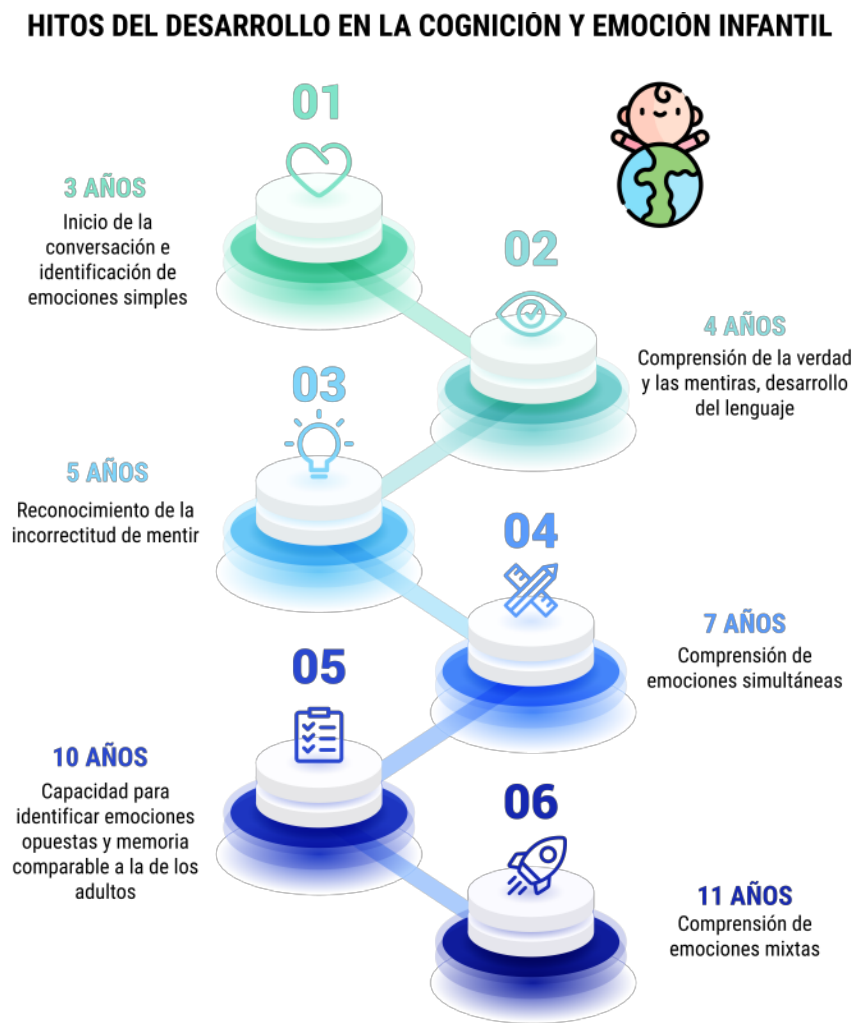 HITOS DEL DESARROLLO EN LA COGNICIÓN Y EMOCIÓN INFANTIL
01
3 AÑOS
Inicio de la
conversación e
identificación de
emociones simples
02
4 AÑOS
Comprensión de la verdad
y las mentiras, desarrollo
del lenguaje
03
5 AÑOS
Reconocimiento de la
incorrectitud de mentir
04
7 AÑOS
Comprensión de
emociones simultáneas
05
10 AÑOS
Capacidad para
identificar emociones
opuestas y memoria
comparable a la de los
adultos
06
11 AÑOS
Comprensión de
emociones mixtas